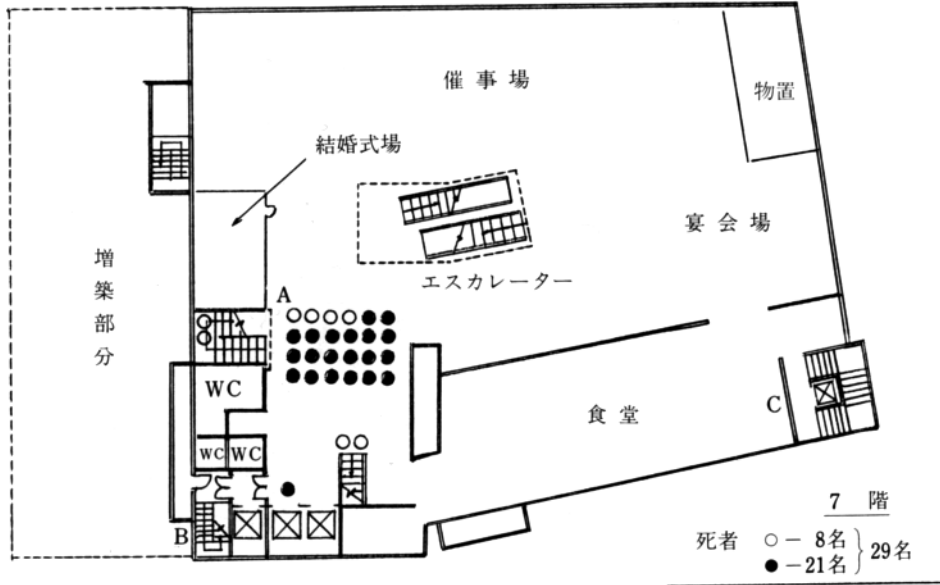 催事場
物置
結婚式場
宴会場
増築部分
エスカレーター
A
WC
食堂
C
WC
WC
B
7 階
死者 ○ － 8名
●－21名
29名